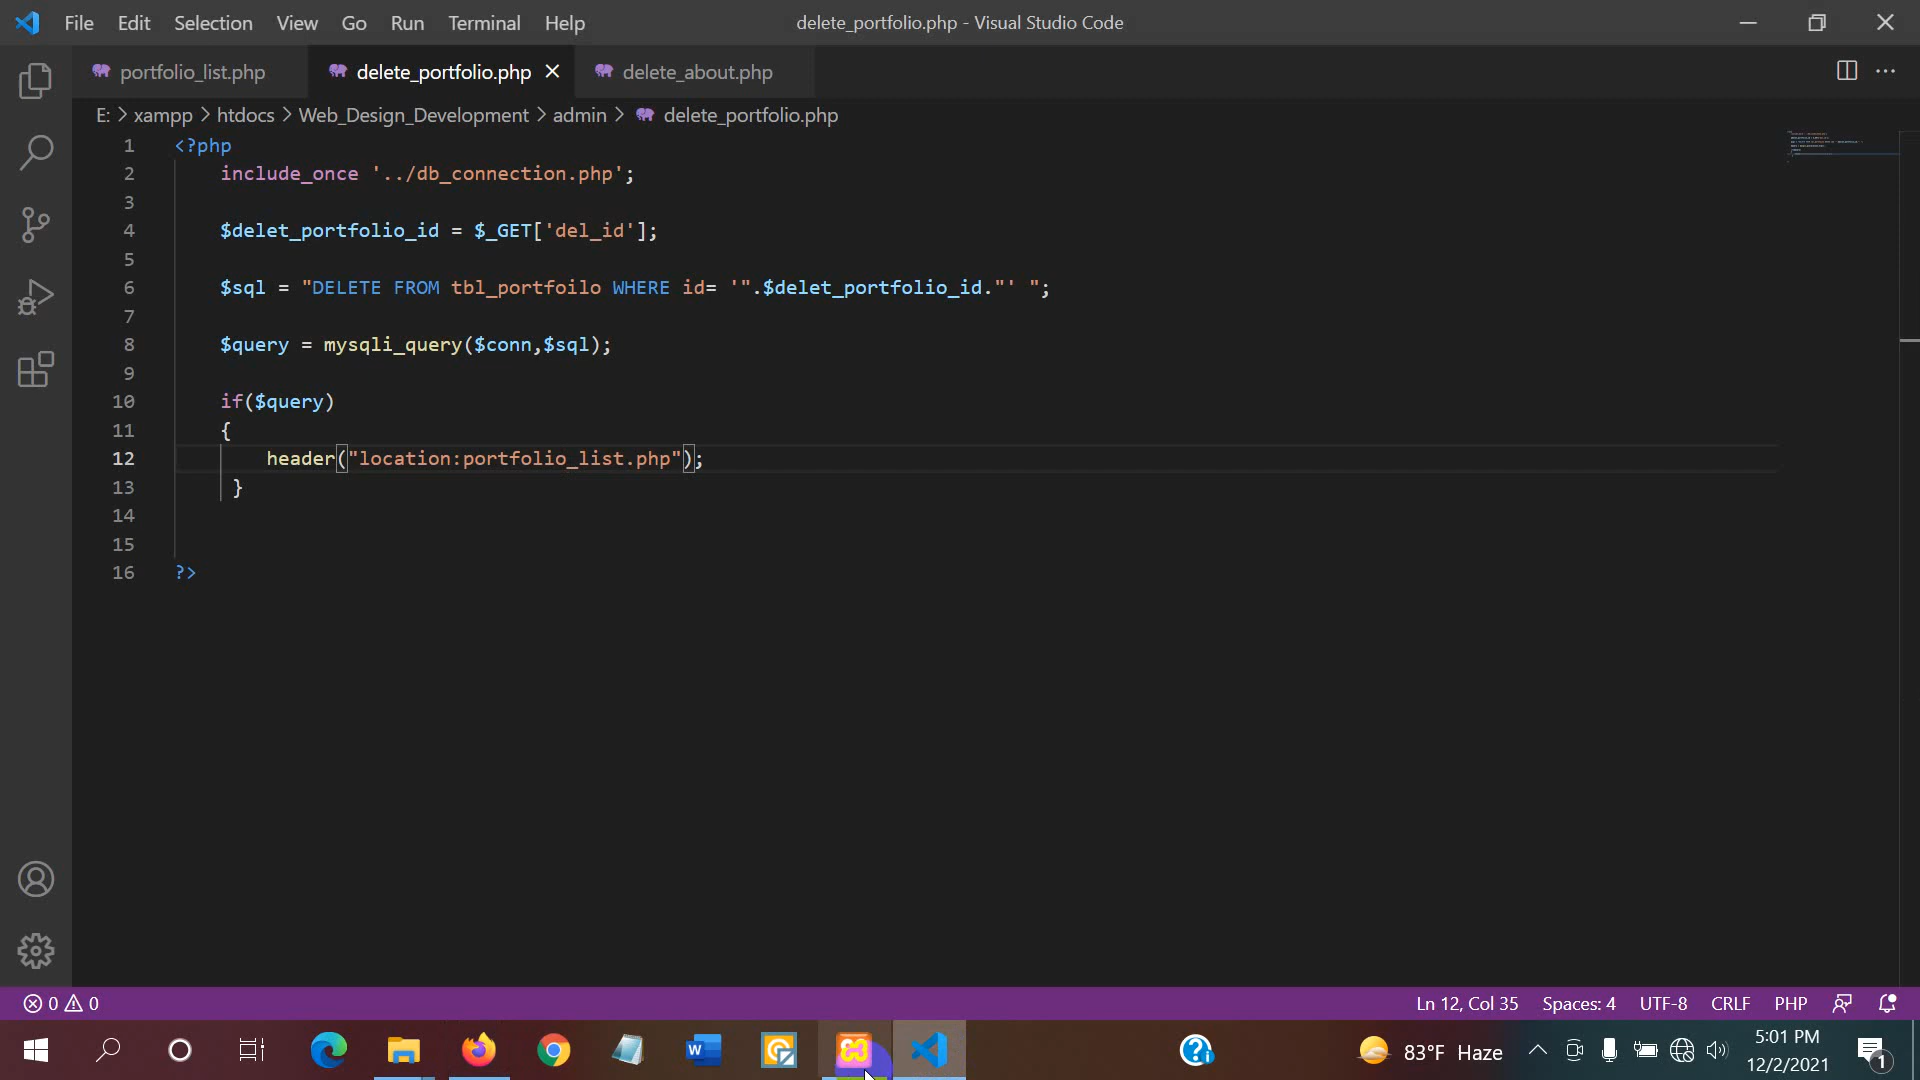 File Edit Selection View Go Run Terminal Help
delete_portfolio.php - Visual Studio Code
portfolio_list.php
delete_portfolio.php
delete_about.php
E: > xampp > htdocs > Web_Design_Development > admin > delete_portfolio.php
1 <?php
2 include_once '../db_connection.php';
3
4 $delet_portfolio_id = $_GET['del_id'];
5
6 $sql = "DELETE FROM tbl_portfoilo WHERE id= '".$delet_portfolio_id."' ";
7
8 $query = mysqli_query($conn,$sql);
9
10 if($query)
11 {
12 header("location:portfolio_list.php");
13 }
14
15
16 ?>
0 0
Ln 12, Col 35 Spaces: 4 UTF-8 CRLF PHP
83°F Haze
5:01 PM
12/2/2021
1